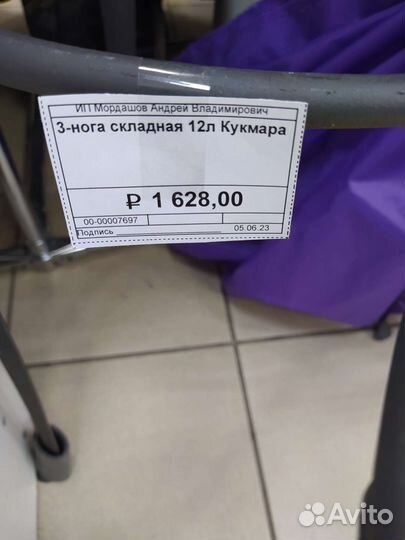 ИП Мордашов Андрей Владимирович
3-нога складная 12л Кукмара
₽ 1 628,00
00-00007697
05.06.23
Подпись
Avito